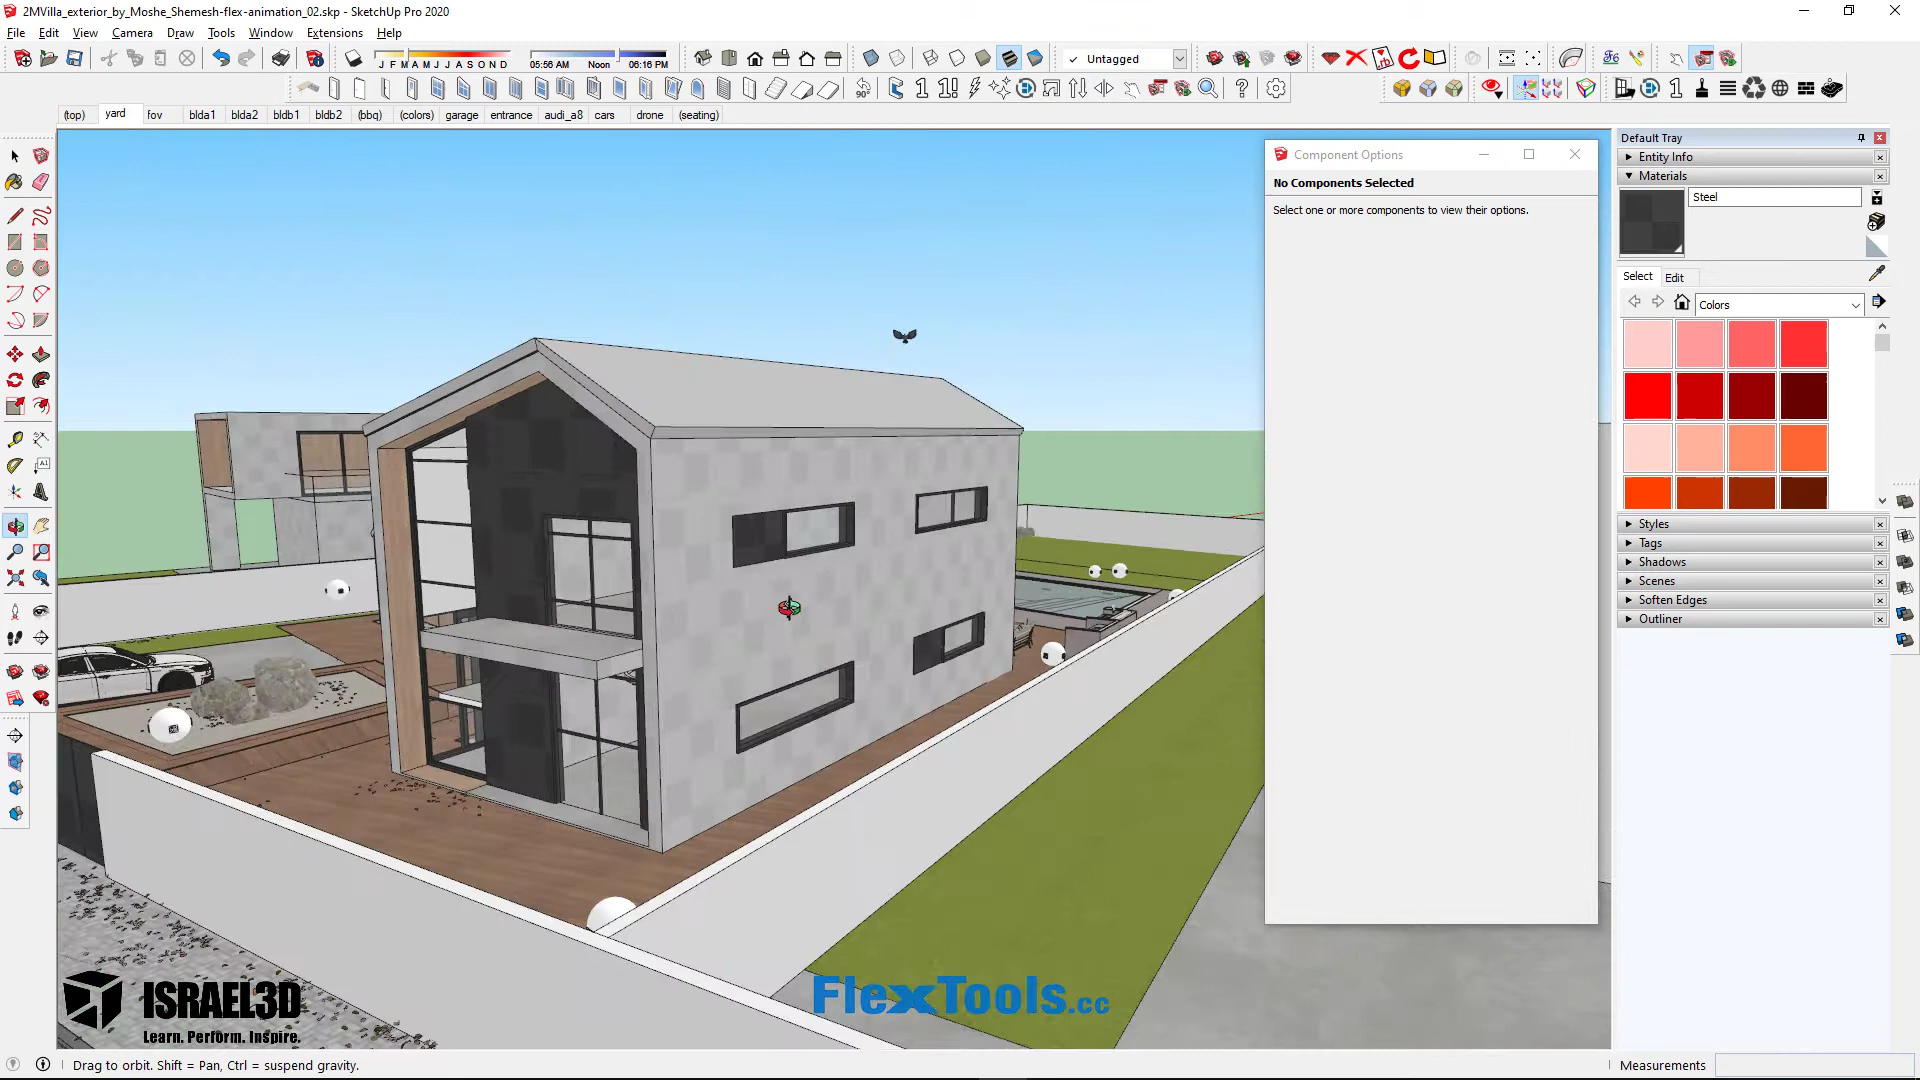 2MVilla_exterior_by_Moshe_Shemesh-flex-animation_02.skp - SketchUp Pro 2020
File Edit View Camera Draw Tools Window Extensions Help
J F M A M J J A S O N D
05:56 AM Noon 06:16 PM
✓ Untagged
(top) yard fov blda1 blda2 bldb1 bldb2 (bbq) (colors) garage entrance audi_a8 cars drone (seating)
Component Options
No Components Selected
Select one or more components to view their options.
Default Tray
Entity Info
Materials
Steel
Select Edit
Colors
Styles
Tags
Shadows
Scenes
Soften Edges
Outliner
ISRAEL3D
Learn. Perform. Inspire.
FlexTools.cc
Drag to orbit. Shift = Pan, Ctrl = suspend gravity.
Measurements